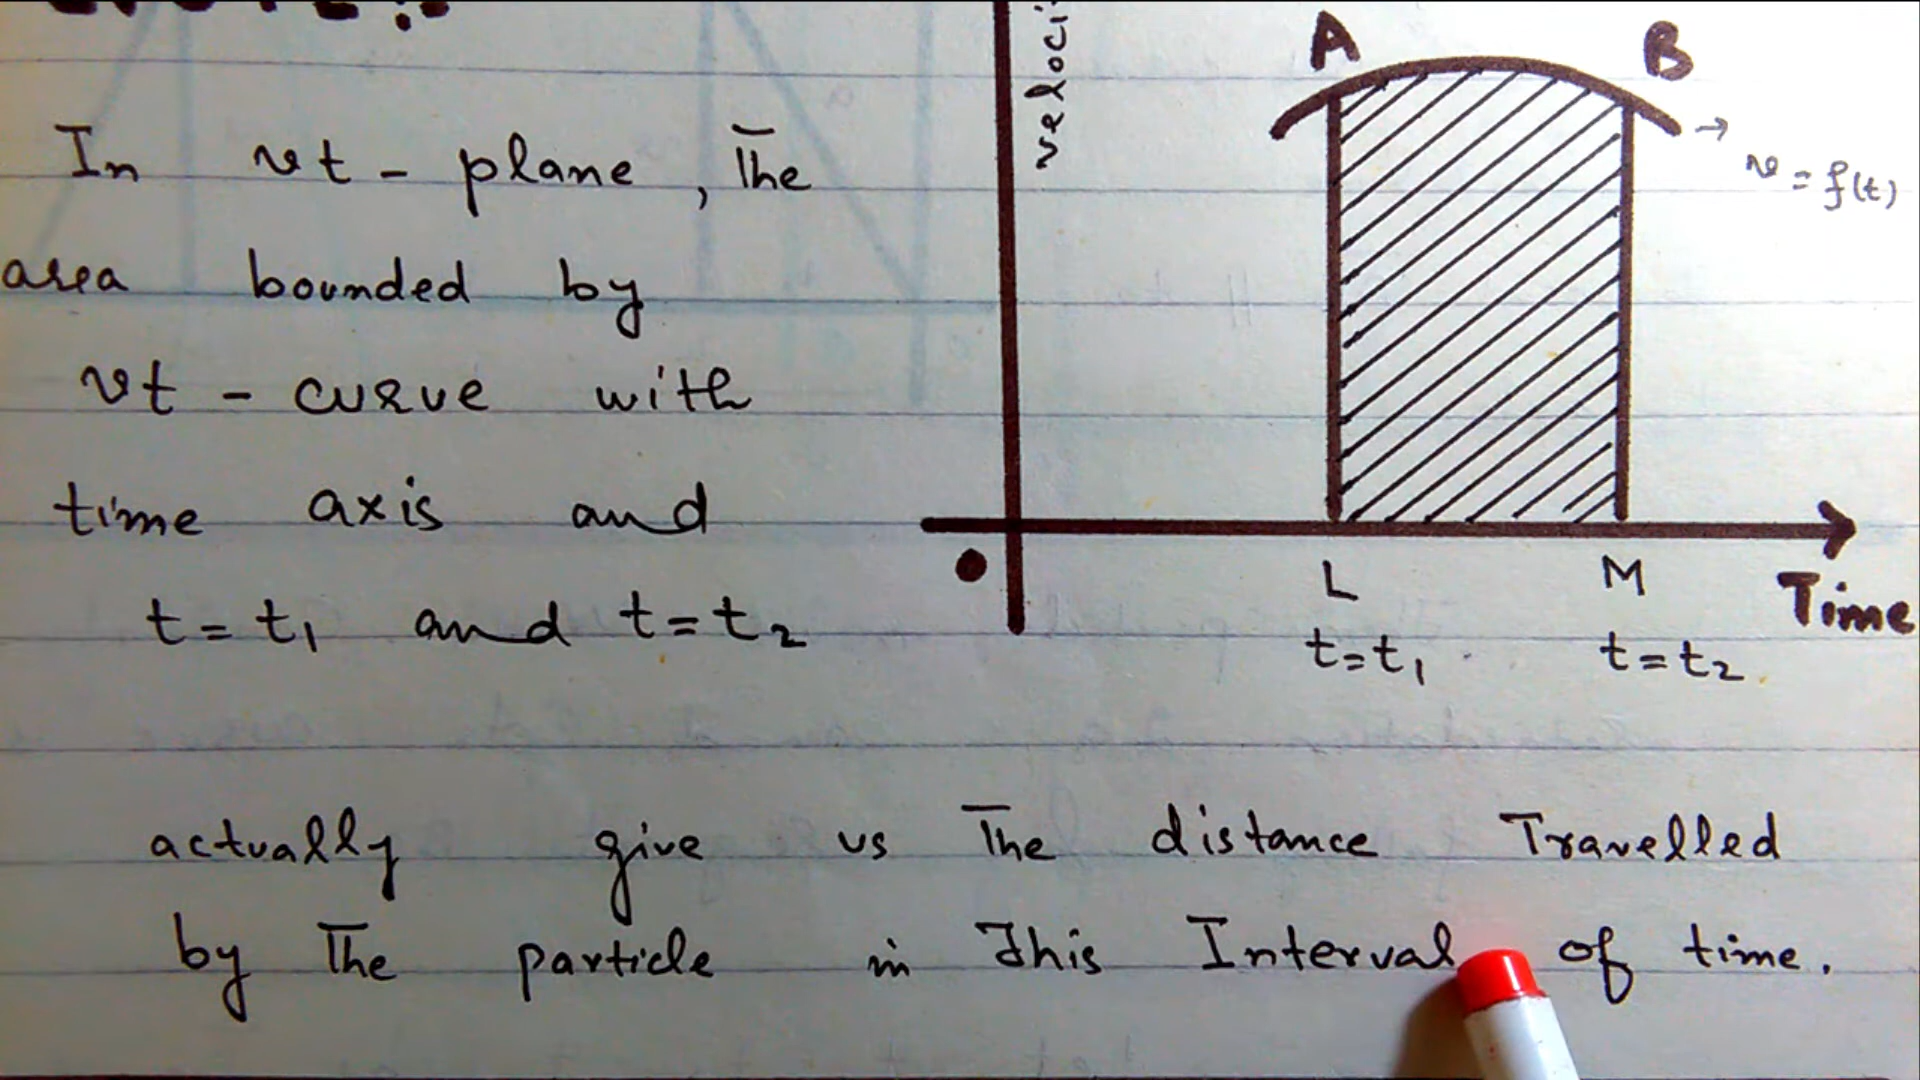 In vt - plane, The
area bounded by
vt - curve with
time axis and
t = t1 and t = t2
actually give us The distance Travelled
by The particle in This Interval of time.
A
B
v = f(t)
L
M
Time
t = t1
t = t2